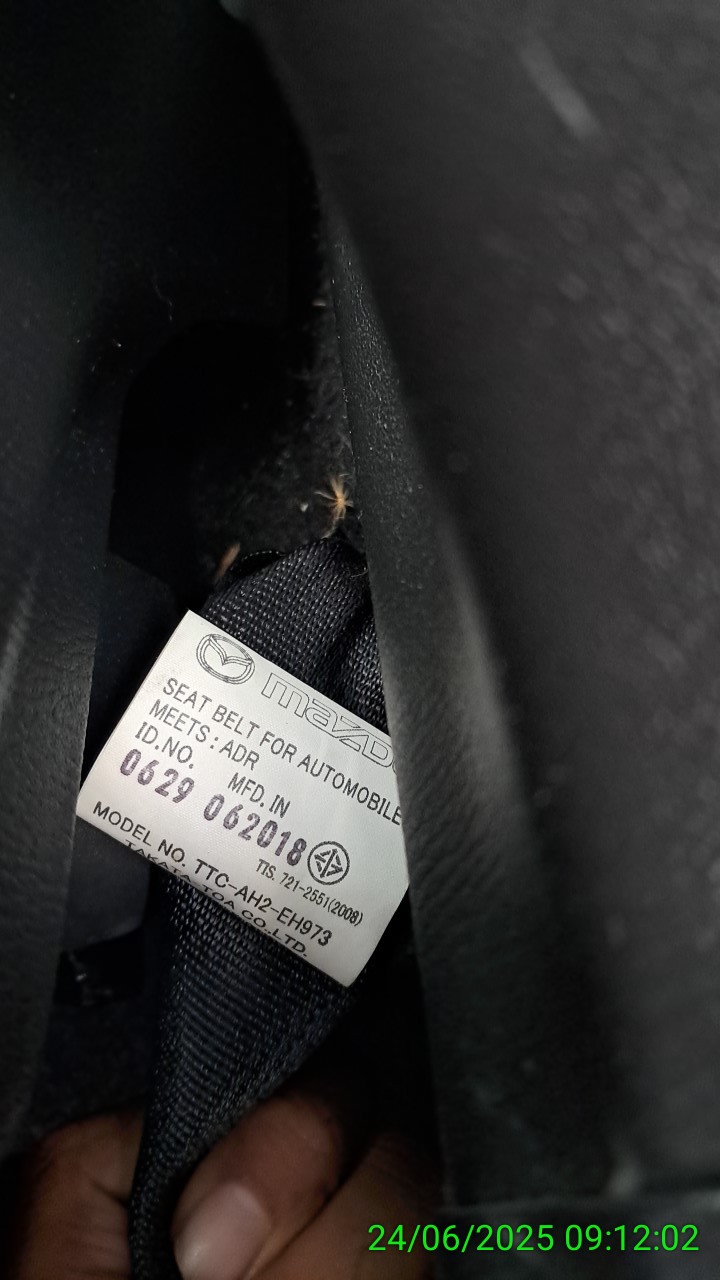 mazda
SEAT BELT FOR AUTOMOBILE
MEETS : ADR
ID.NO. MFD. IN
0629 062018
TIS. 721-2551(2008)
MODEL NO. TTC-AH2-EH973
TAKATA-TOA CO.,LTD.
24/06/2025 09:12:02